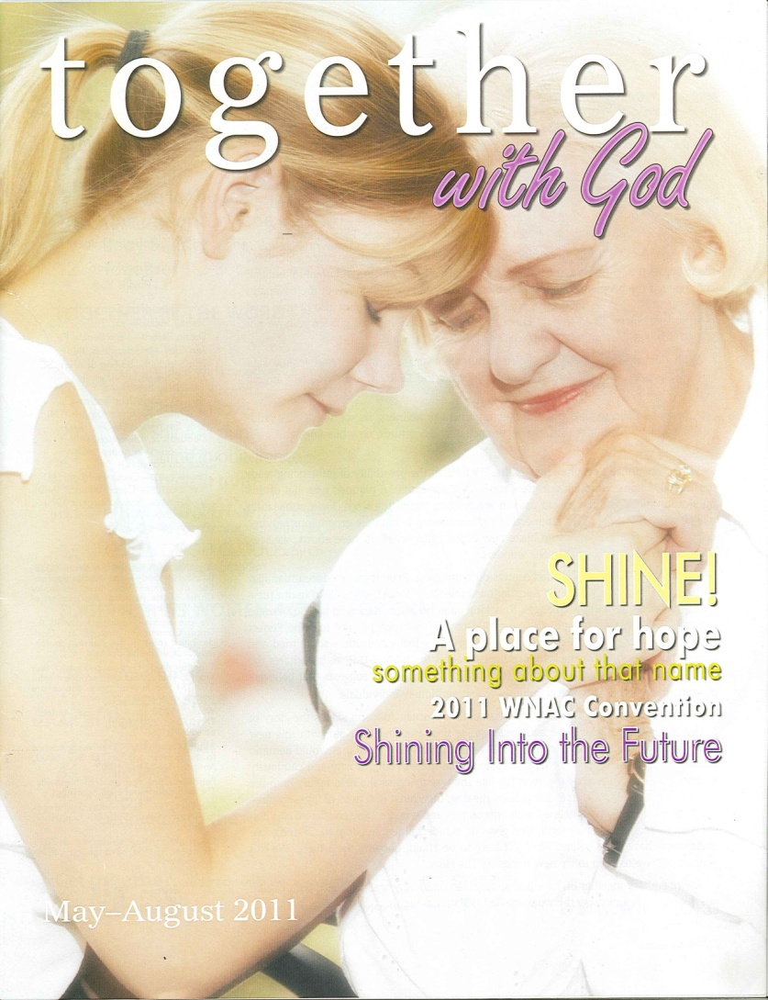 together
with God
SHINE!
A place for hope
something about that name
2011 WNAC Convention
Shining Into the Future
May–August 2011